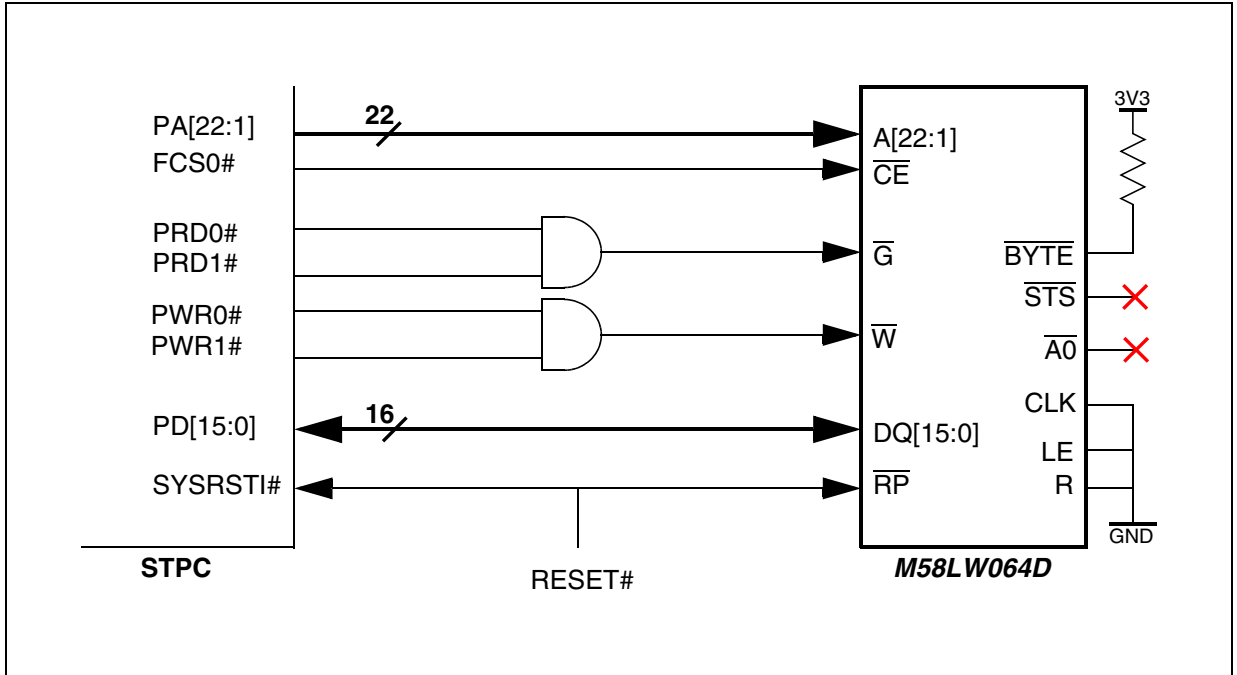 PA[22:1]
22
A[22:1]
3V3
FCS0#
CE
PRD0#
PRD1#
G
BYTE
STS
PWR0#
PWR1#
W
A0
CLK
PD[15:0]
16
DQ[15:0]
LE
SYSRSTI#
RP
R
GND
STPC
RESET#
M58LW064D